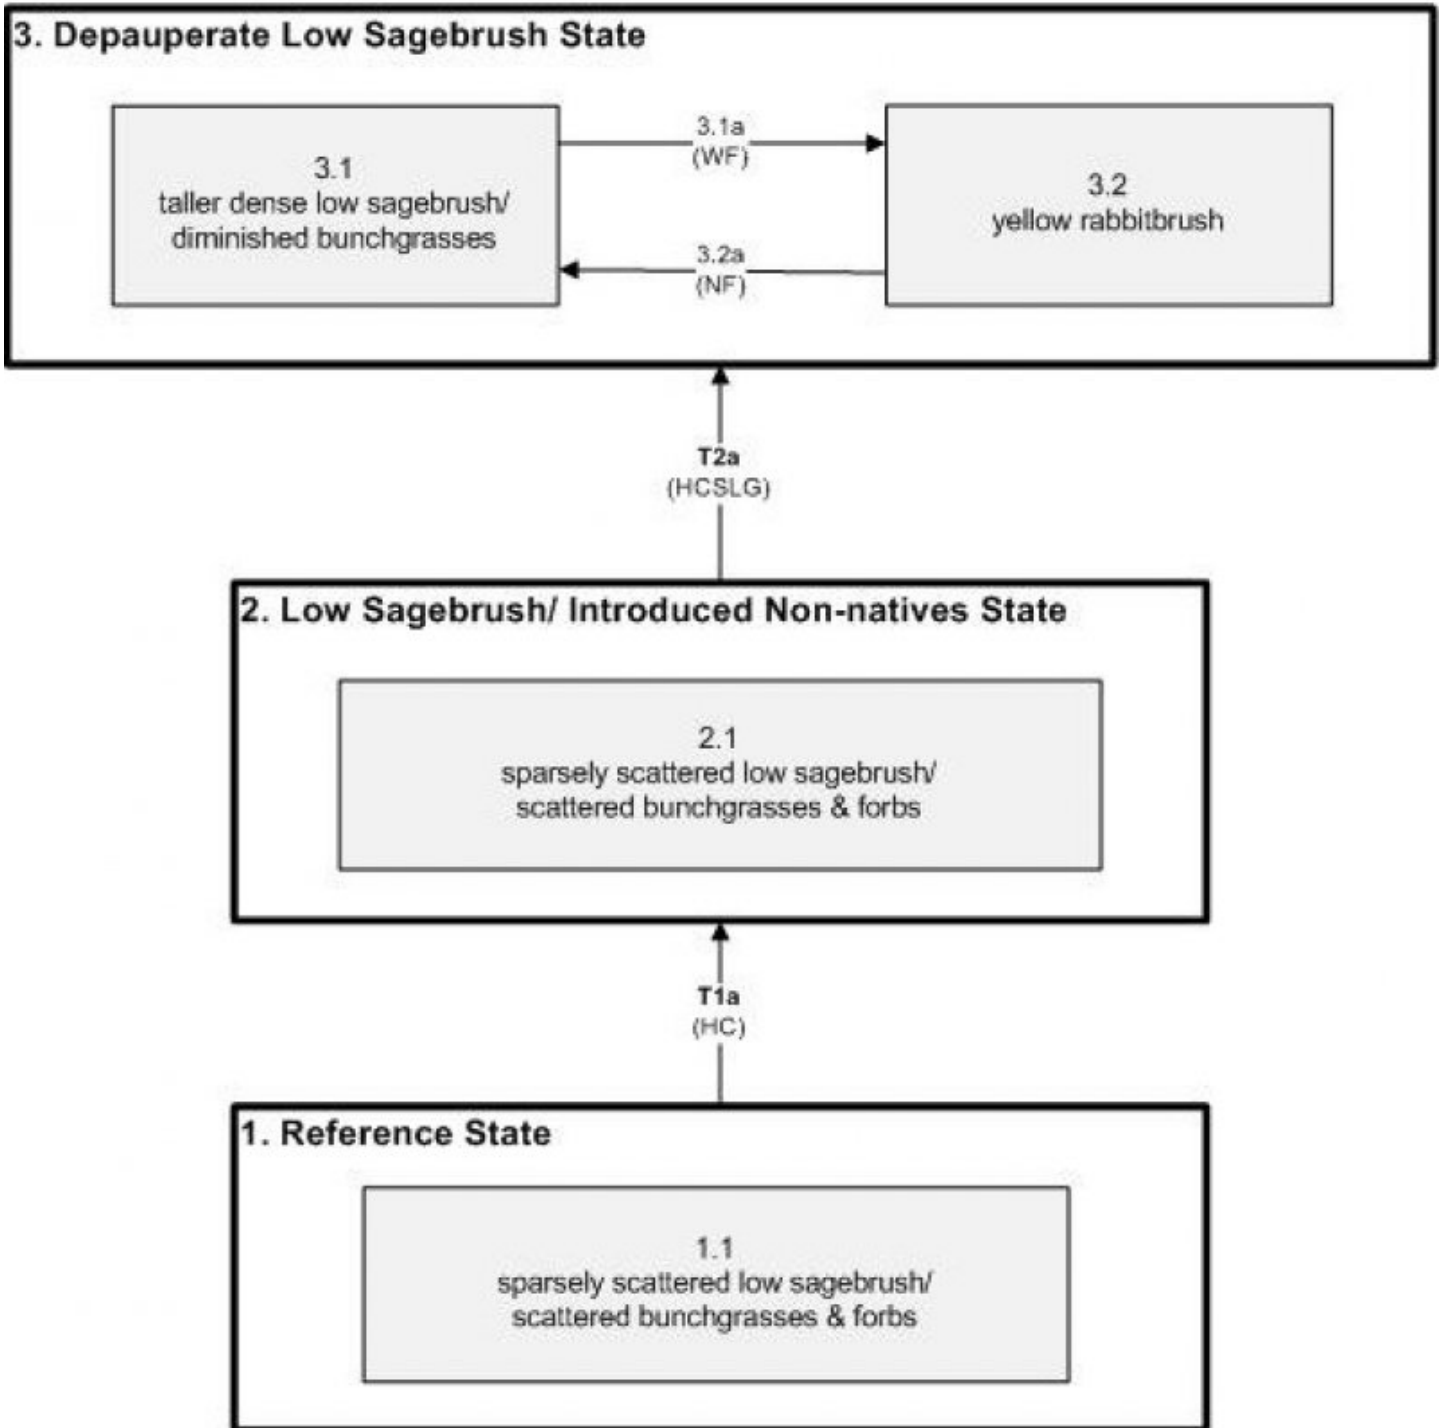 3. Depauperate Low Sagebrush State
3.1
taller dense low sagebrush/
diminished bunchgrasses
3.1a
(WF)
3.2a
(NF)
3.2
yellow rabbitbrush
T2a
(HCSLG)
2. Low Sagebrush/ Introduced Non-natives State
2.1
sparsely scattered low sagebrush/
scattered bunchgrasses & forbs
T1a
(HC)
1. Reference State
1.1
sparsely scattered low sagebrush/
scattered bunchgrasses & forbs